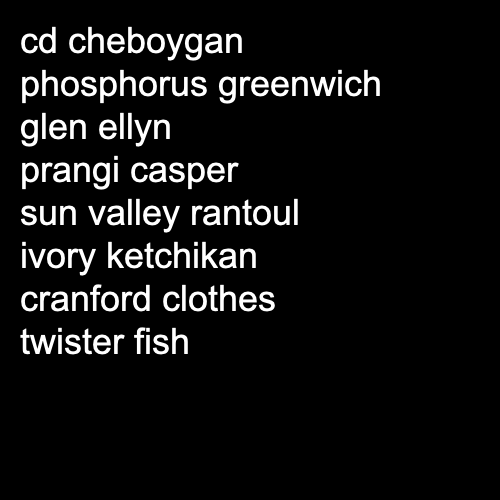 cd cheboygan
phosphorus greenwich
glen ellyn
prangi casper
sun valley rantoul
ivory ketchikan
cranford clothes
twister fish